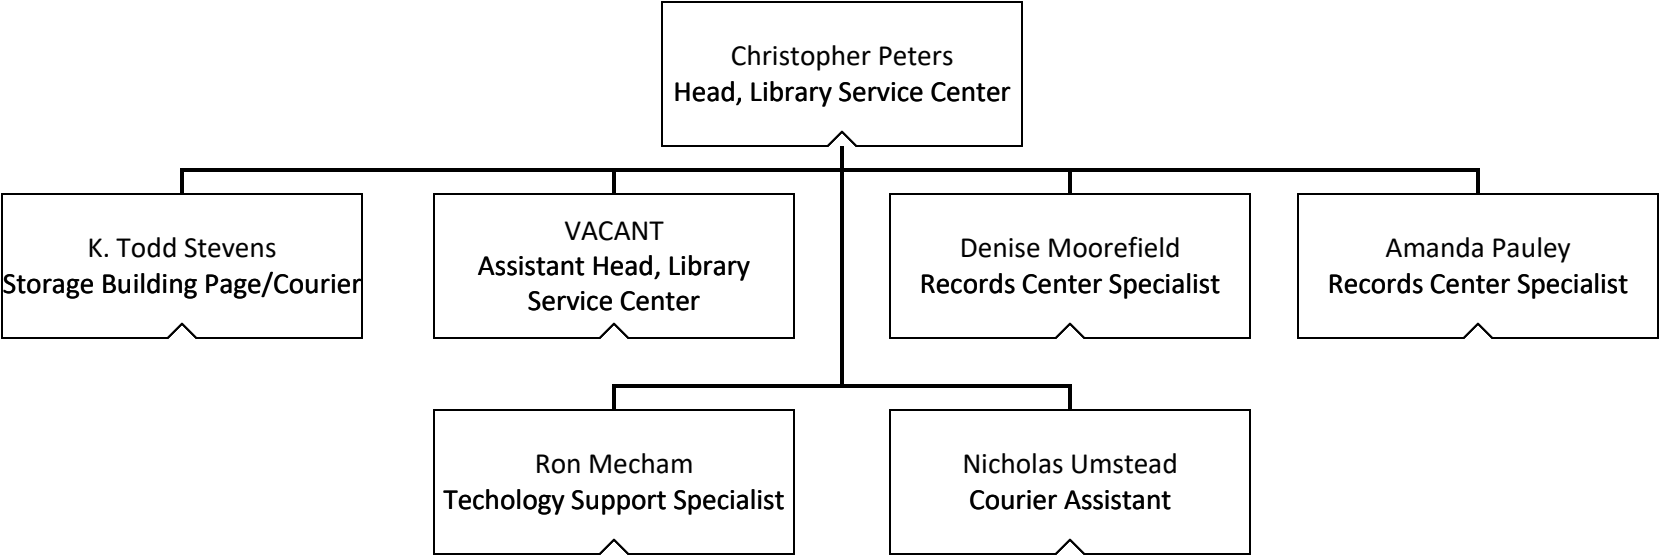 Christopher Peters
Head, Library Service Center
K. Todd Stevens
Storage Building Page/Courier
VACANT
Assistant Head, Library
Service Center
Denise Moorefield
Records Center Specialist
Amanda Pauley
Records Center Specialist
Ron Mecham
Techology Support Specialist
Nicholas Umstead
Courier Assistant